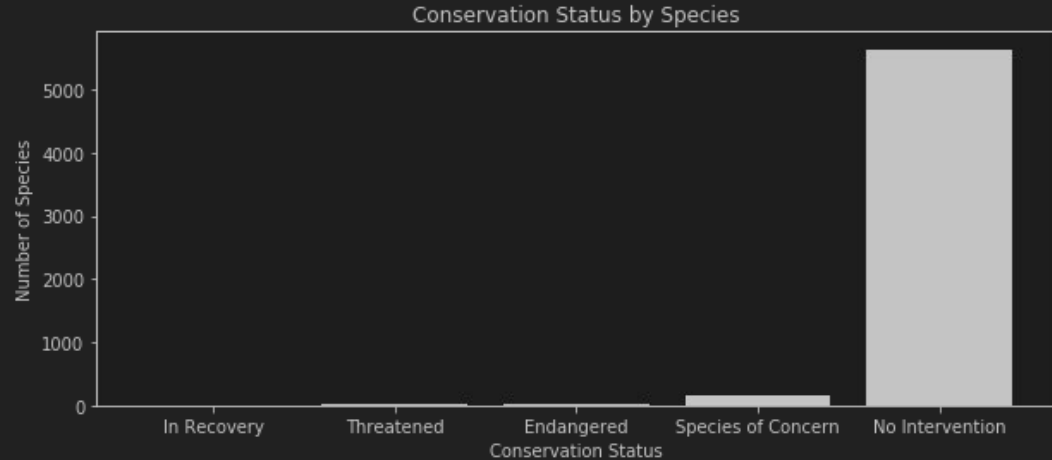 Conservation Status by Species
Number of Species
5000
4000
3000
2000
1000
0
In Recovery Threatened Endangered Species of Concern No Intervention
Conservation Status